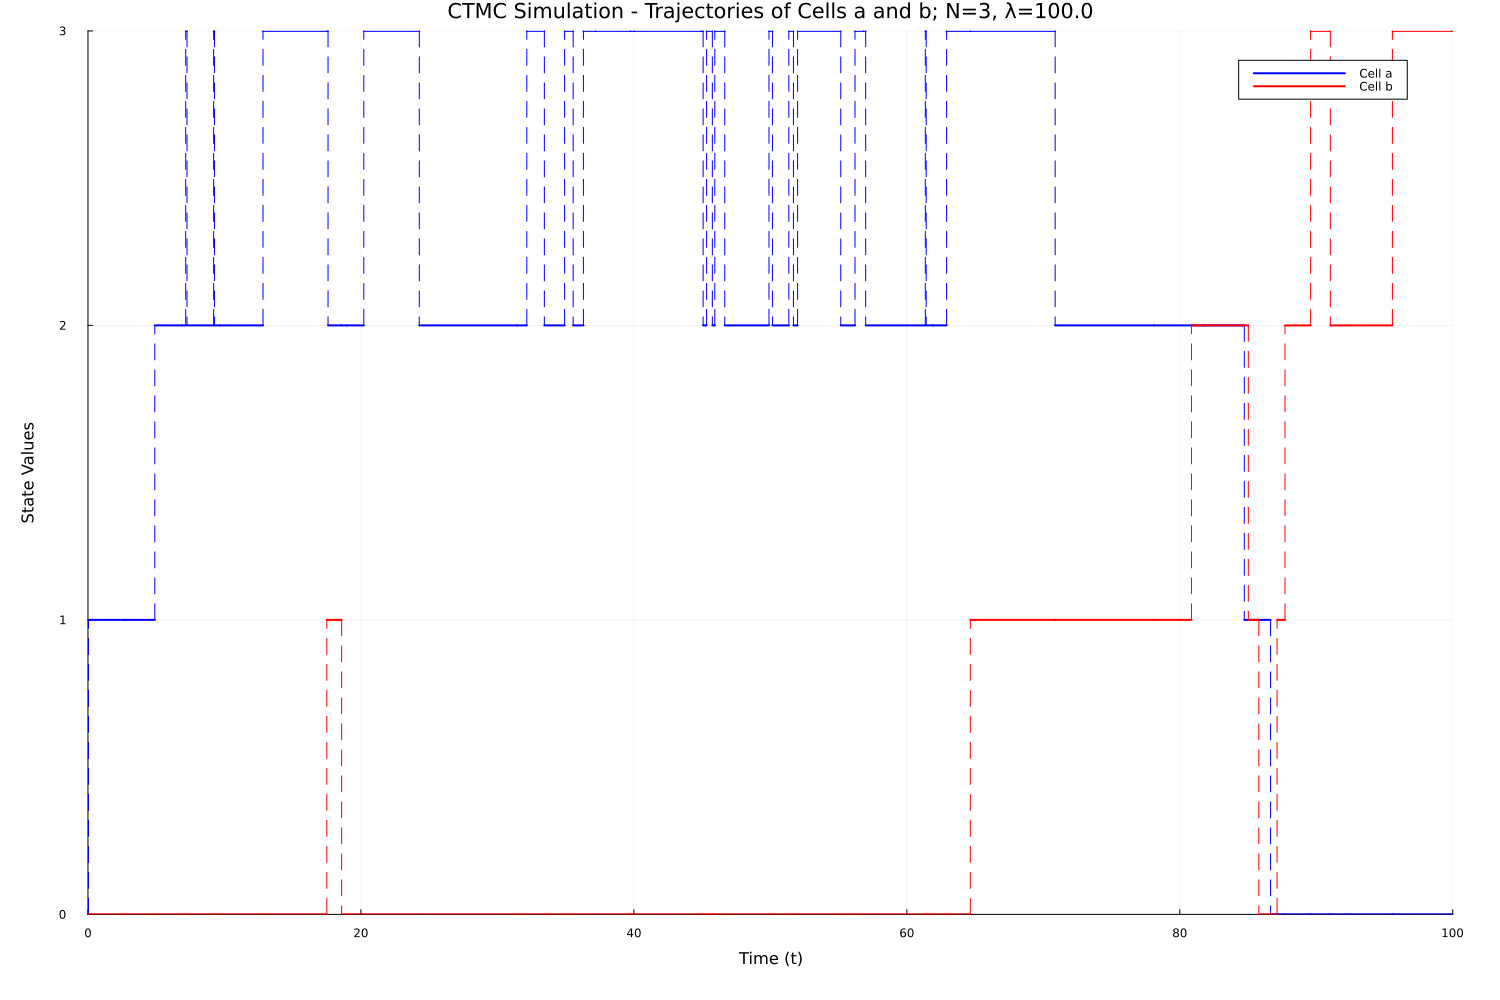 CTMC Simulation - Trajectories of Cells a and b; N=3, λ=100.0
3
Cell a
Cell b
2
State Values
1
0
0 20 40 60 80 100
Time (t)